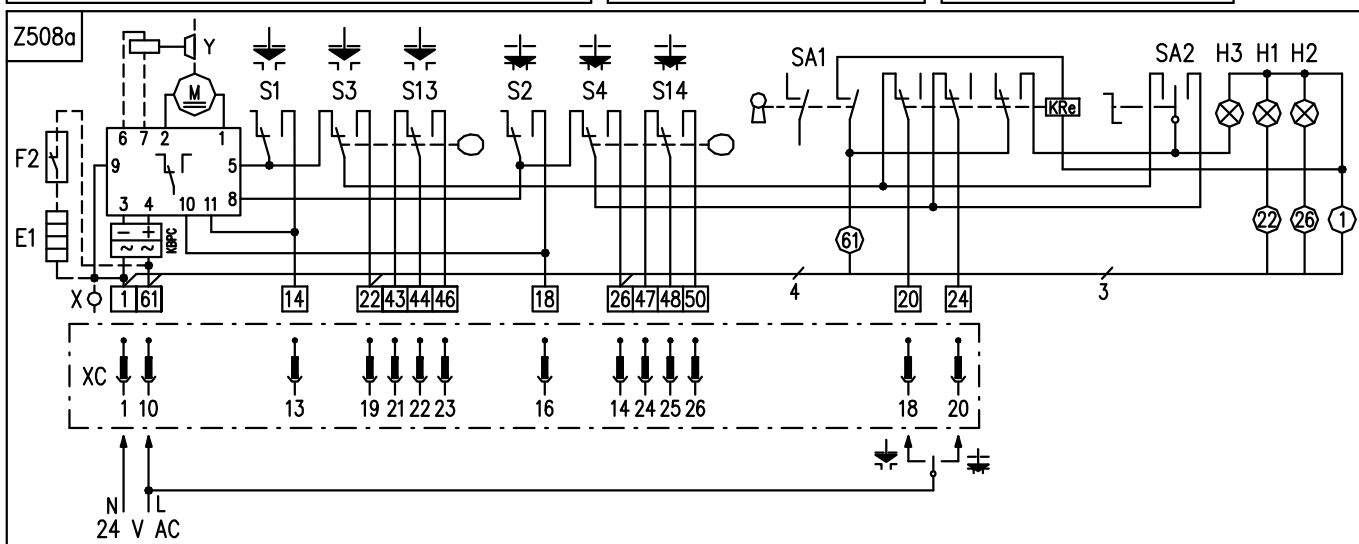 Z508a
Y
M
S1 S3 S13 S2 S4 S14 SA1 SA2 H3 H1 H2
KRe
F2
6 7 2 1
9 5
8
3 4 10 11
E1
− +
~ ~
KBPC
61 22 26 1
X 1 61 14 22 43 44 46 18 26 47 48 50 20 24
4 3
XC
1 10 13 19 21 22 23 16 14 24 25 26 18 20
N L
24 V AC